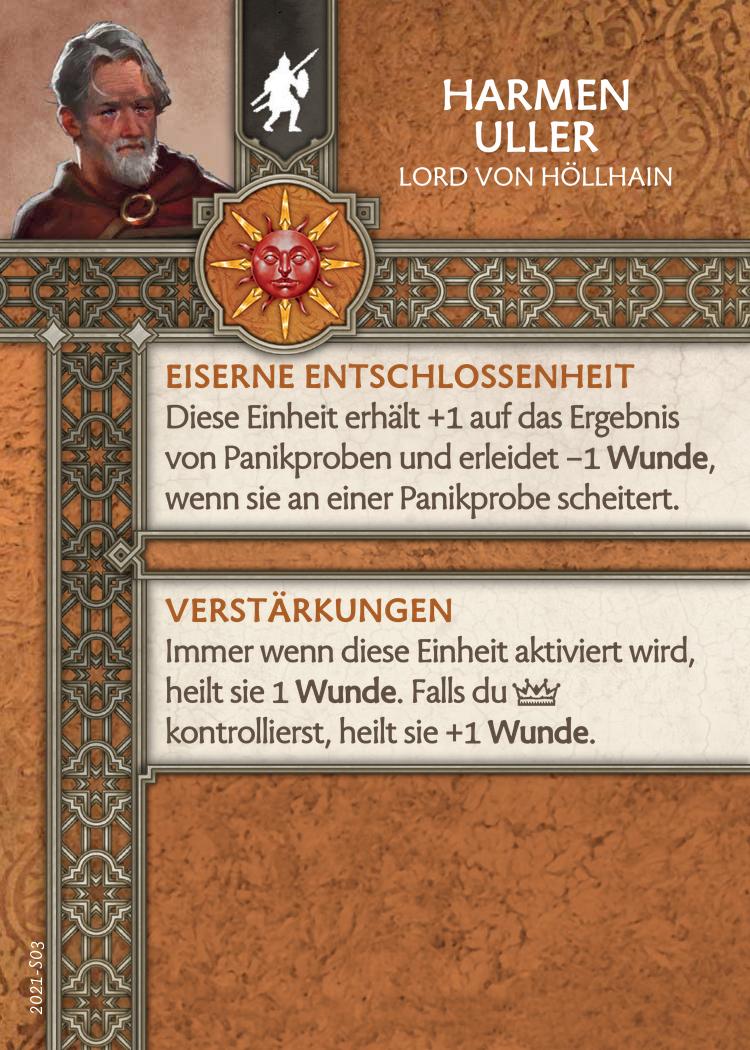 HARMEN
ULLER
LORD VON HÖLLHAIN
EISERNE ENTSCHLOSSENHEIT
Diese Einheit erhält +1 auf das Ergebnis
von Panikproben und erleidet −1 Wunde,
wenn sie an einer Panikprobe scheitert.
VERSTÄRKUNGEN
Immer wenn diese Einheit aktiviert wird,
heilt sie 1 Wunde. Falls du
kontrollierst, heilt sie +1 Wunde.
2021-S03